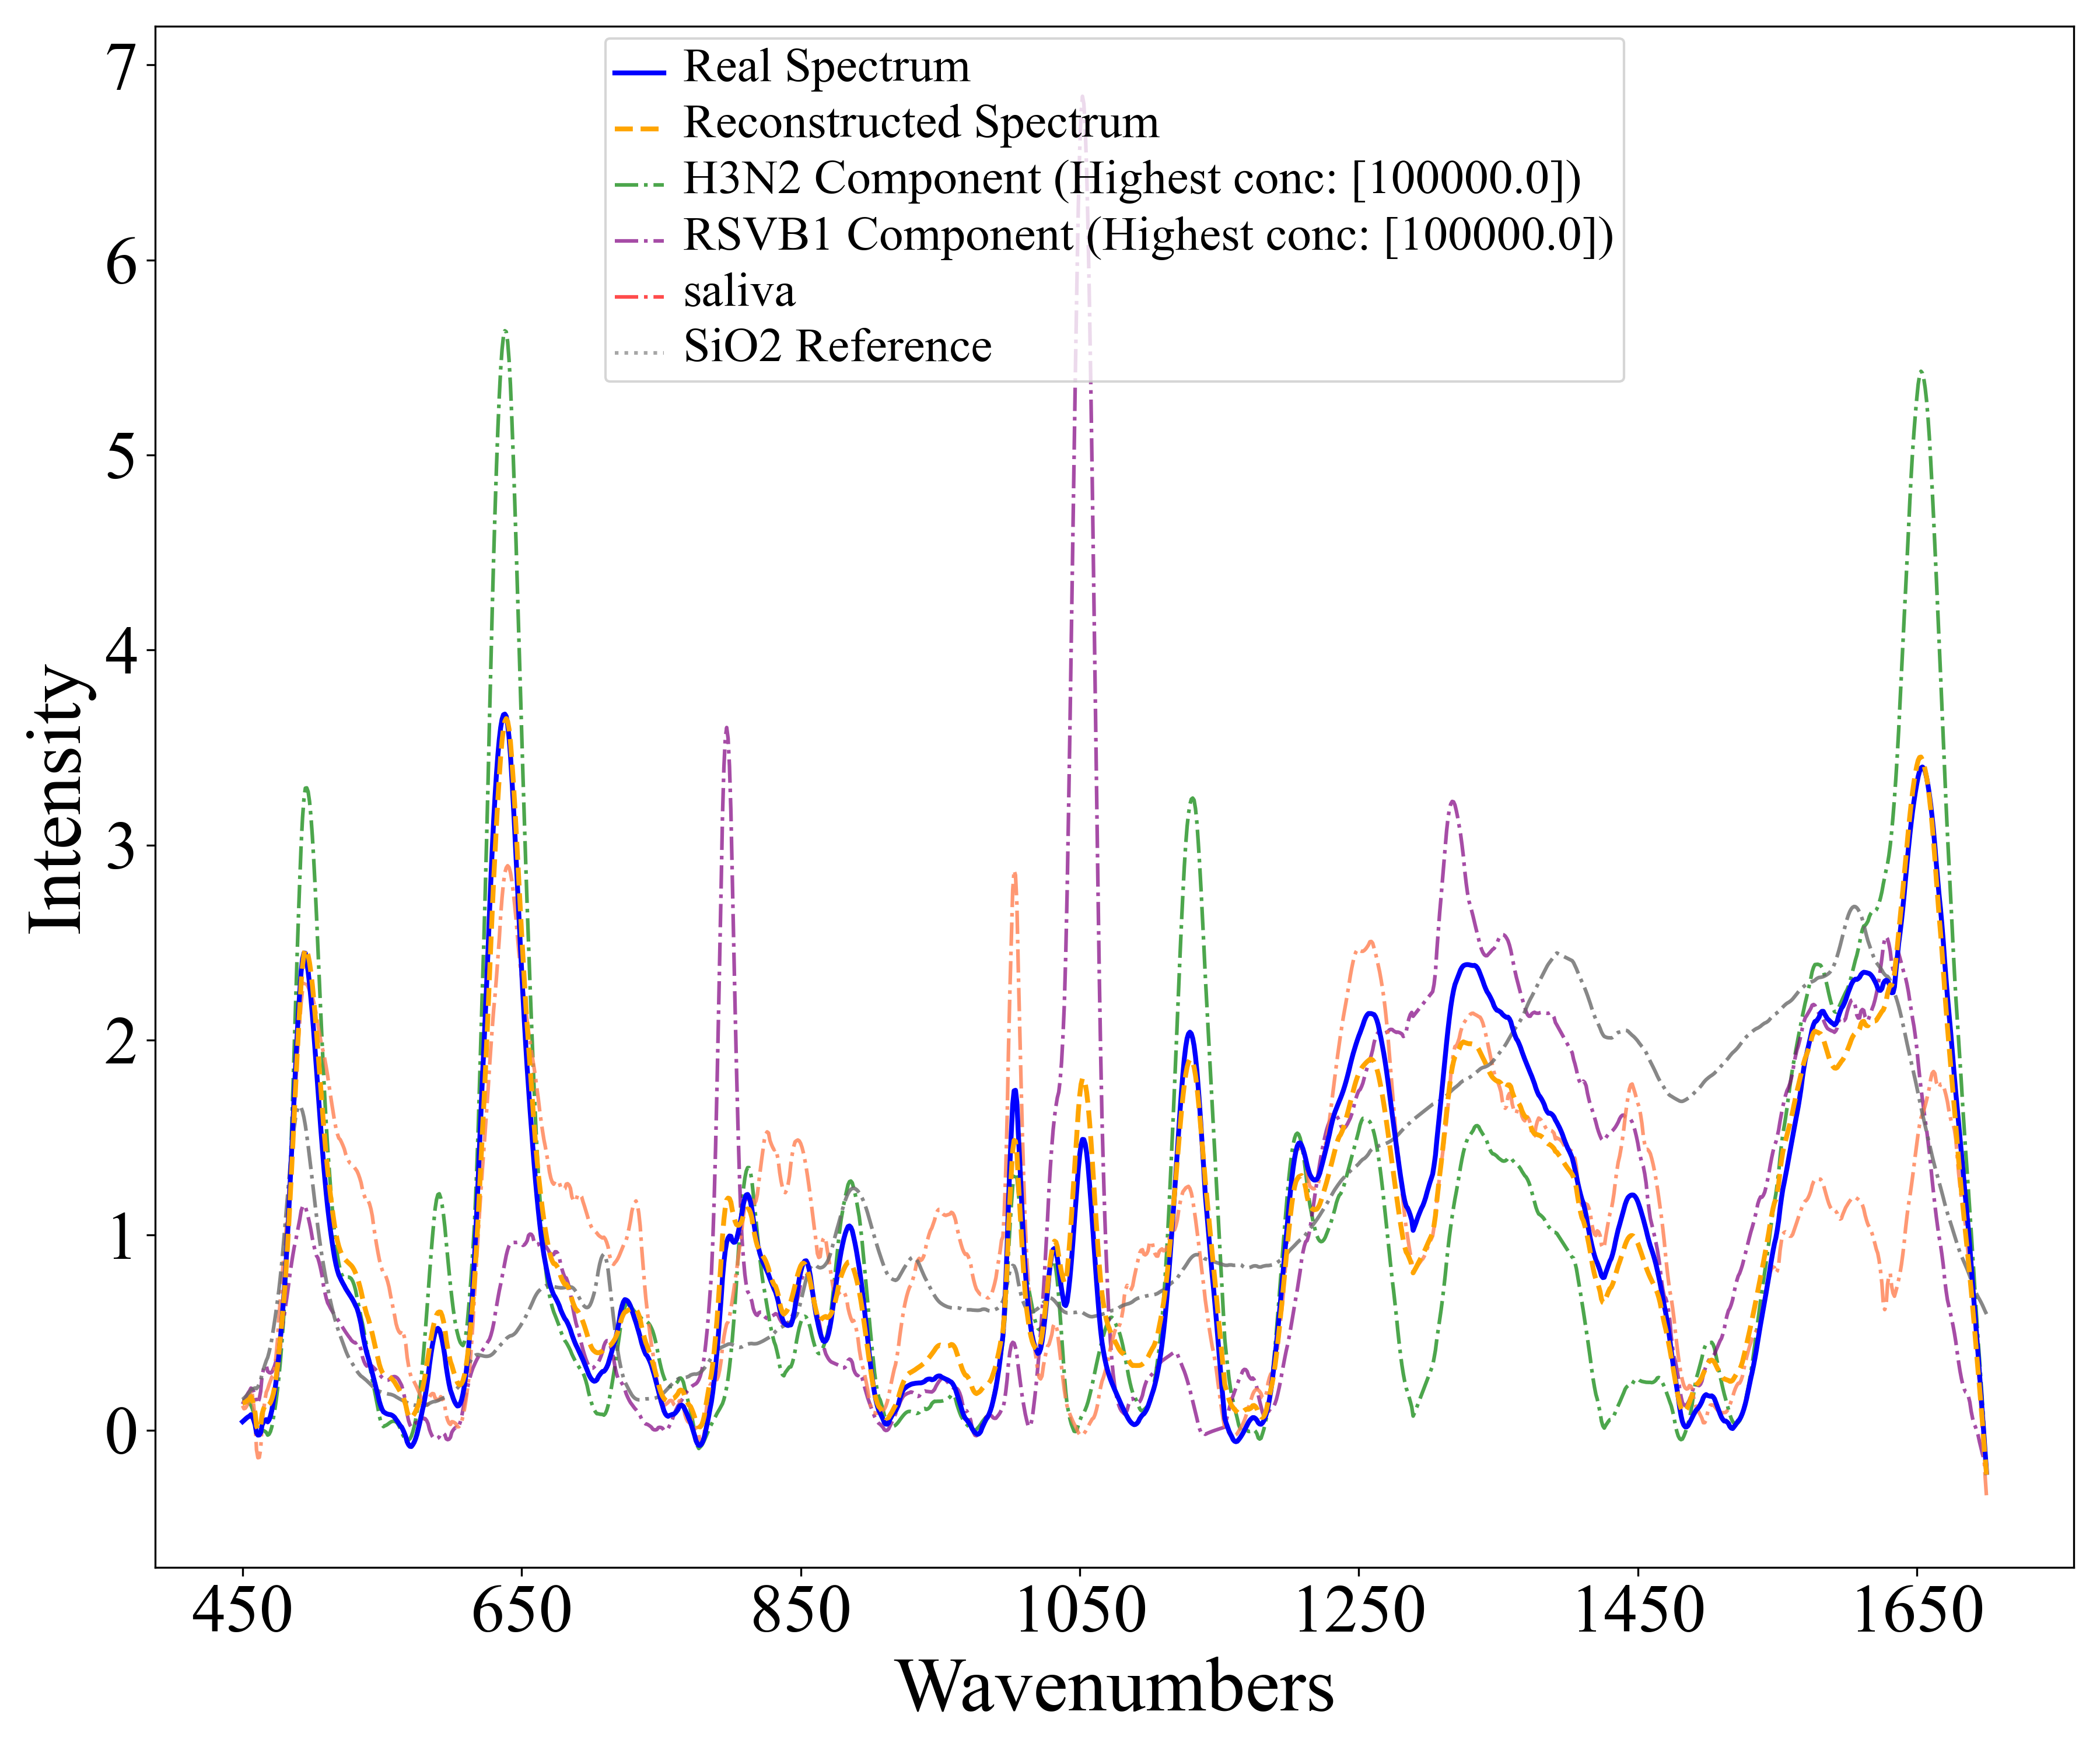 Real Spectrum
Reconstructed Spectrum
H3N2 Component (Highest conc: [100000.0])
RSVB1 Component (Highest conc: [100000.0])
saliva
SiO2 Reference
7
6
5
4
3
2
1
0
Intensity
450 650 850 1050 1250 1450 1650
Wavenumbers